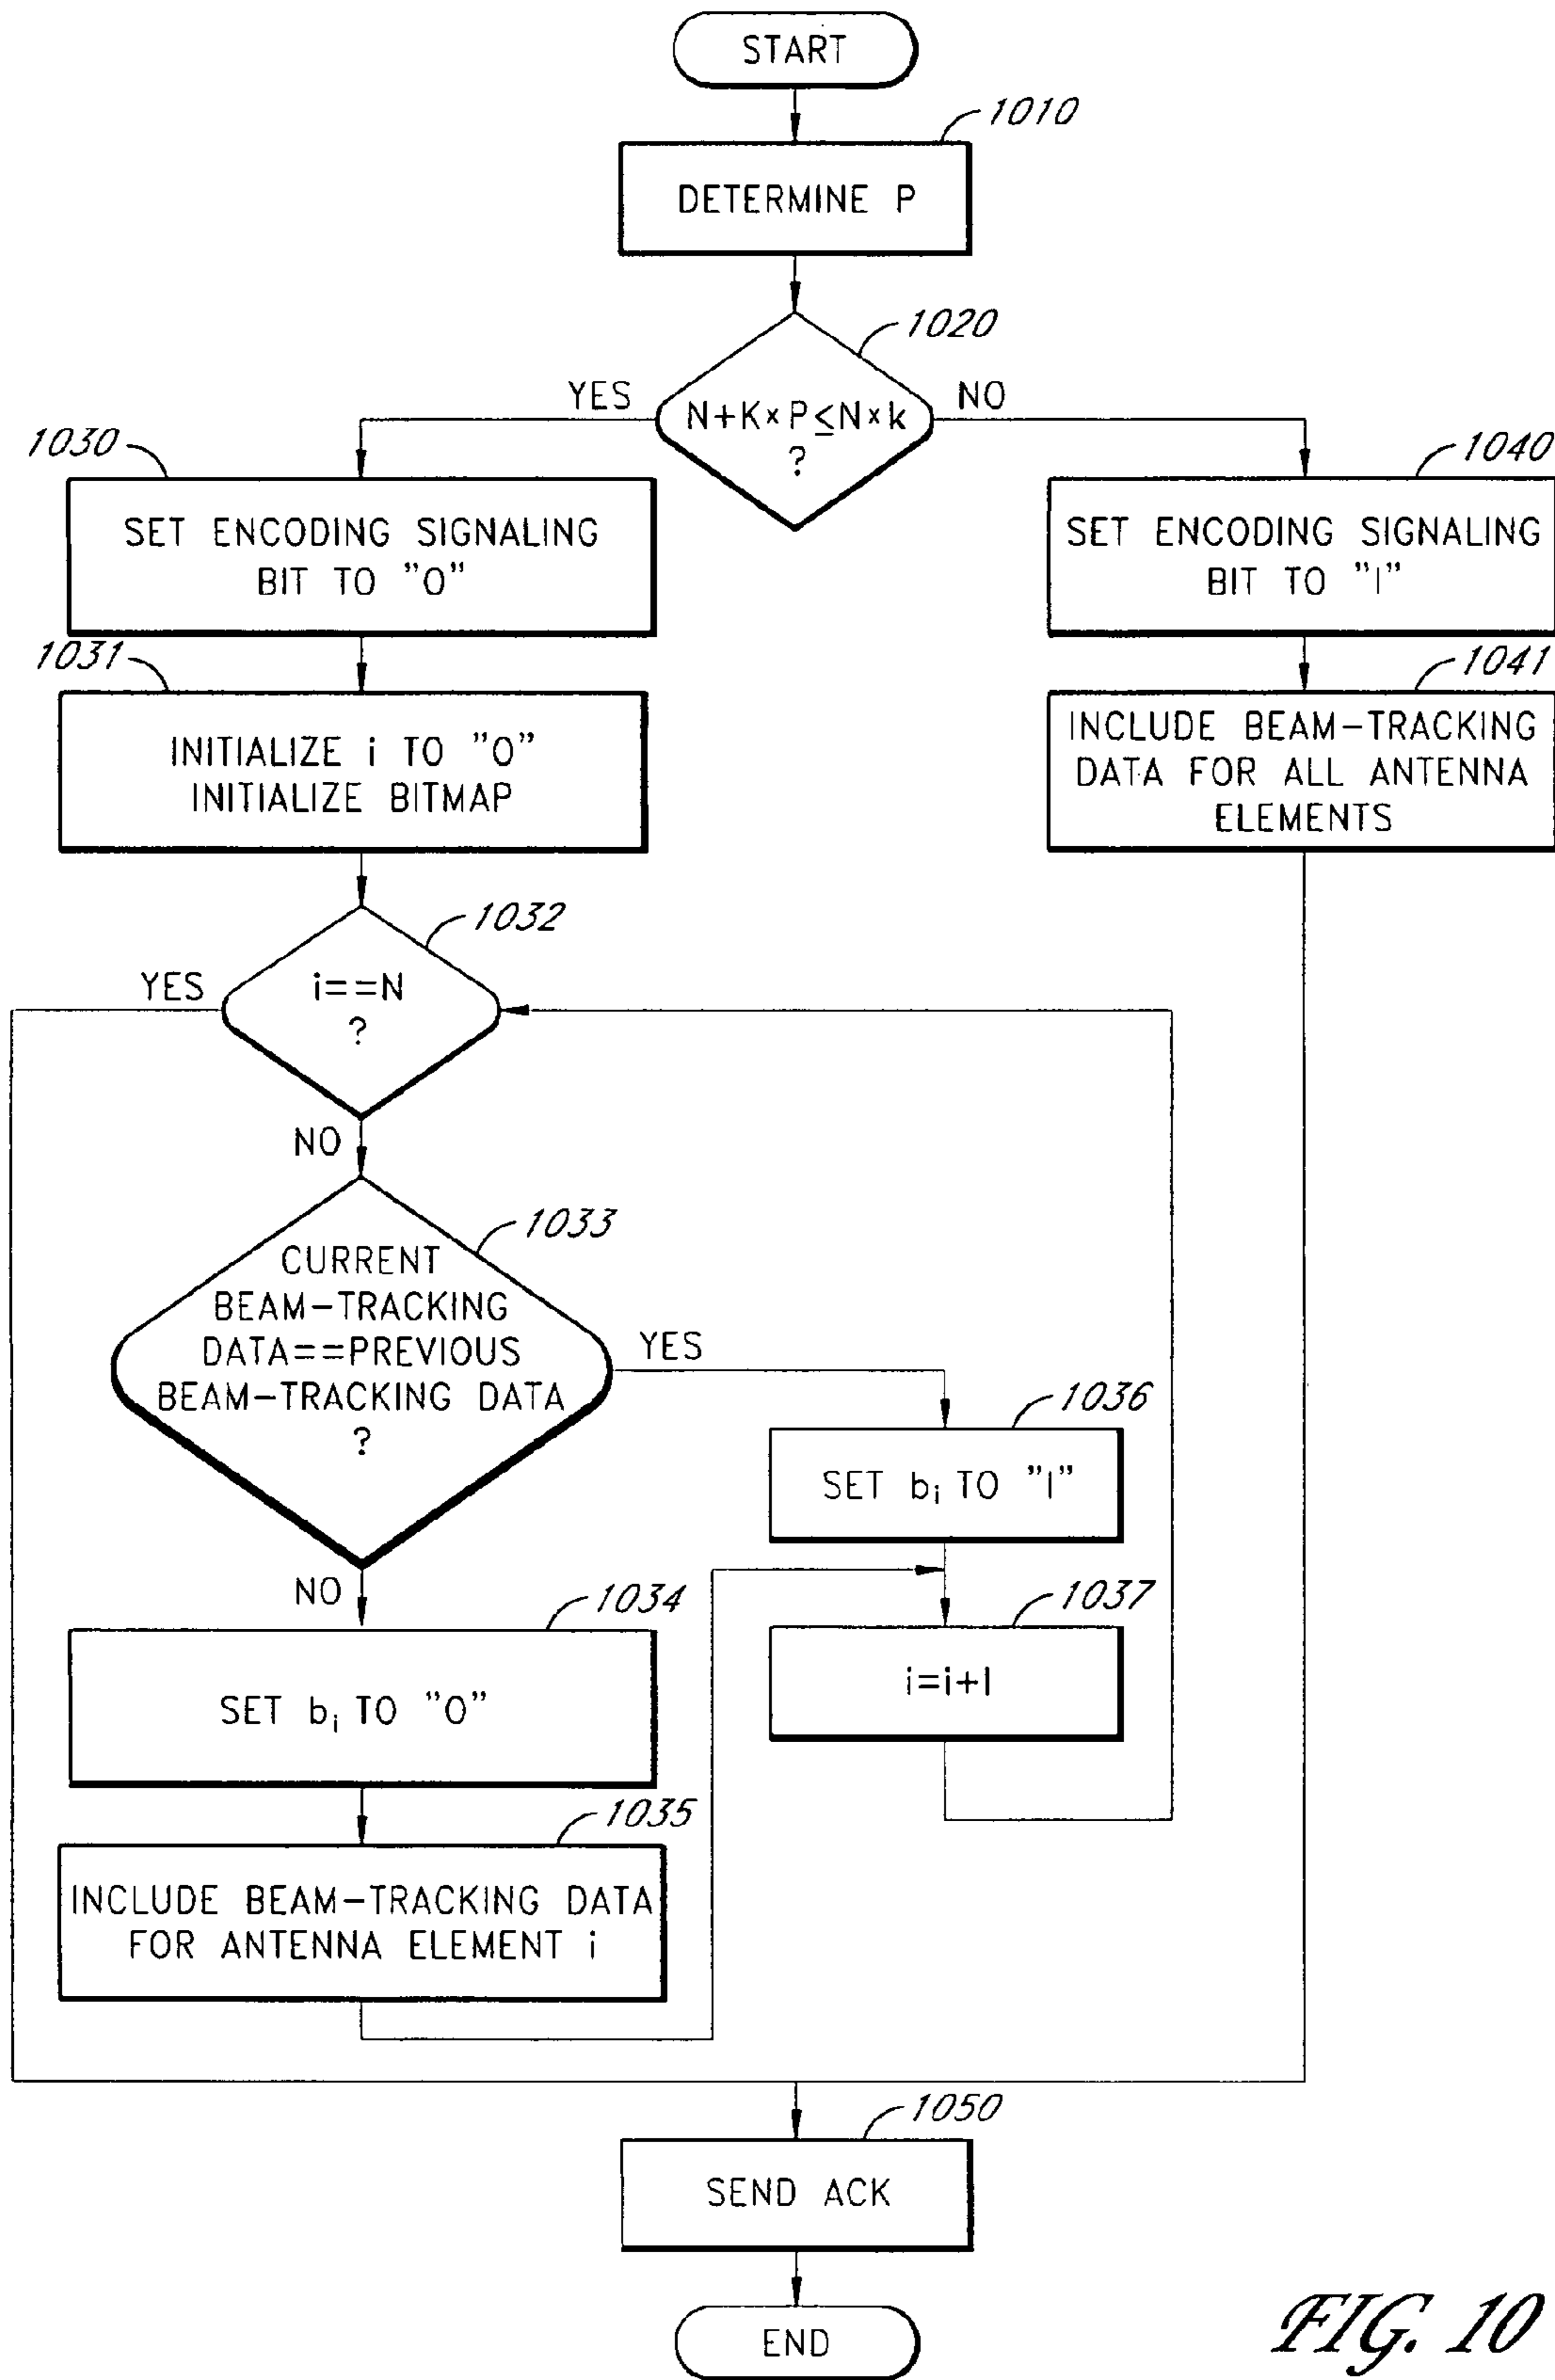 START
1010
DETERMINE P
1020
YES
N+K×P≤N×k
?
NO
1030
SET ENCODING SIGNALING
BIT TO "0"
1040
SET ENCODING SIGNALING
BIT TO "1"
1031
INITIALIZE i TO "0"
INITIALIZE BITMAP
1041
INCLUDE BEAM-TRACKING
DATA FOR ALL ANTENNA
ELEMENTS
1032
YES
i==N
?
NO
1033
CURRENT
BEAM-TRACKING
DATA==PREVIOUS
BEAM-TRACKING DATA
?
YES
1036
SET bi TO "1"
NO
1034
SET bi TO "0"
1037
i=i+1
1035
INCLUDE BEAM-TRACKING DATA
FOR ANTENNA ELEMENT i
1050
SEND ACK
END
FIG. 10